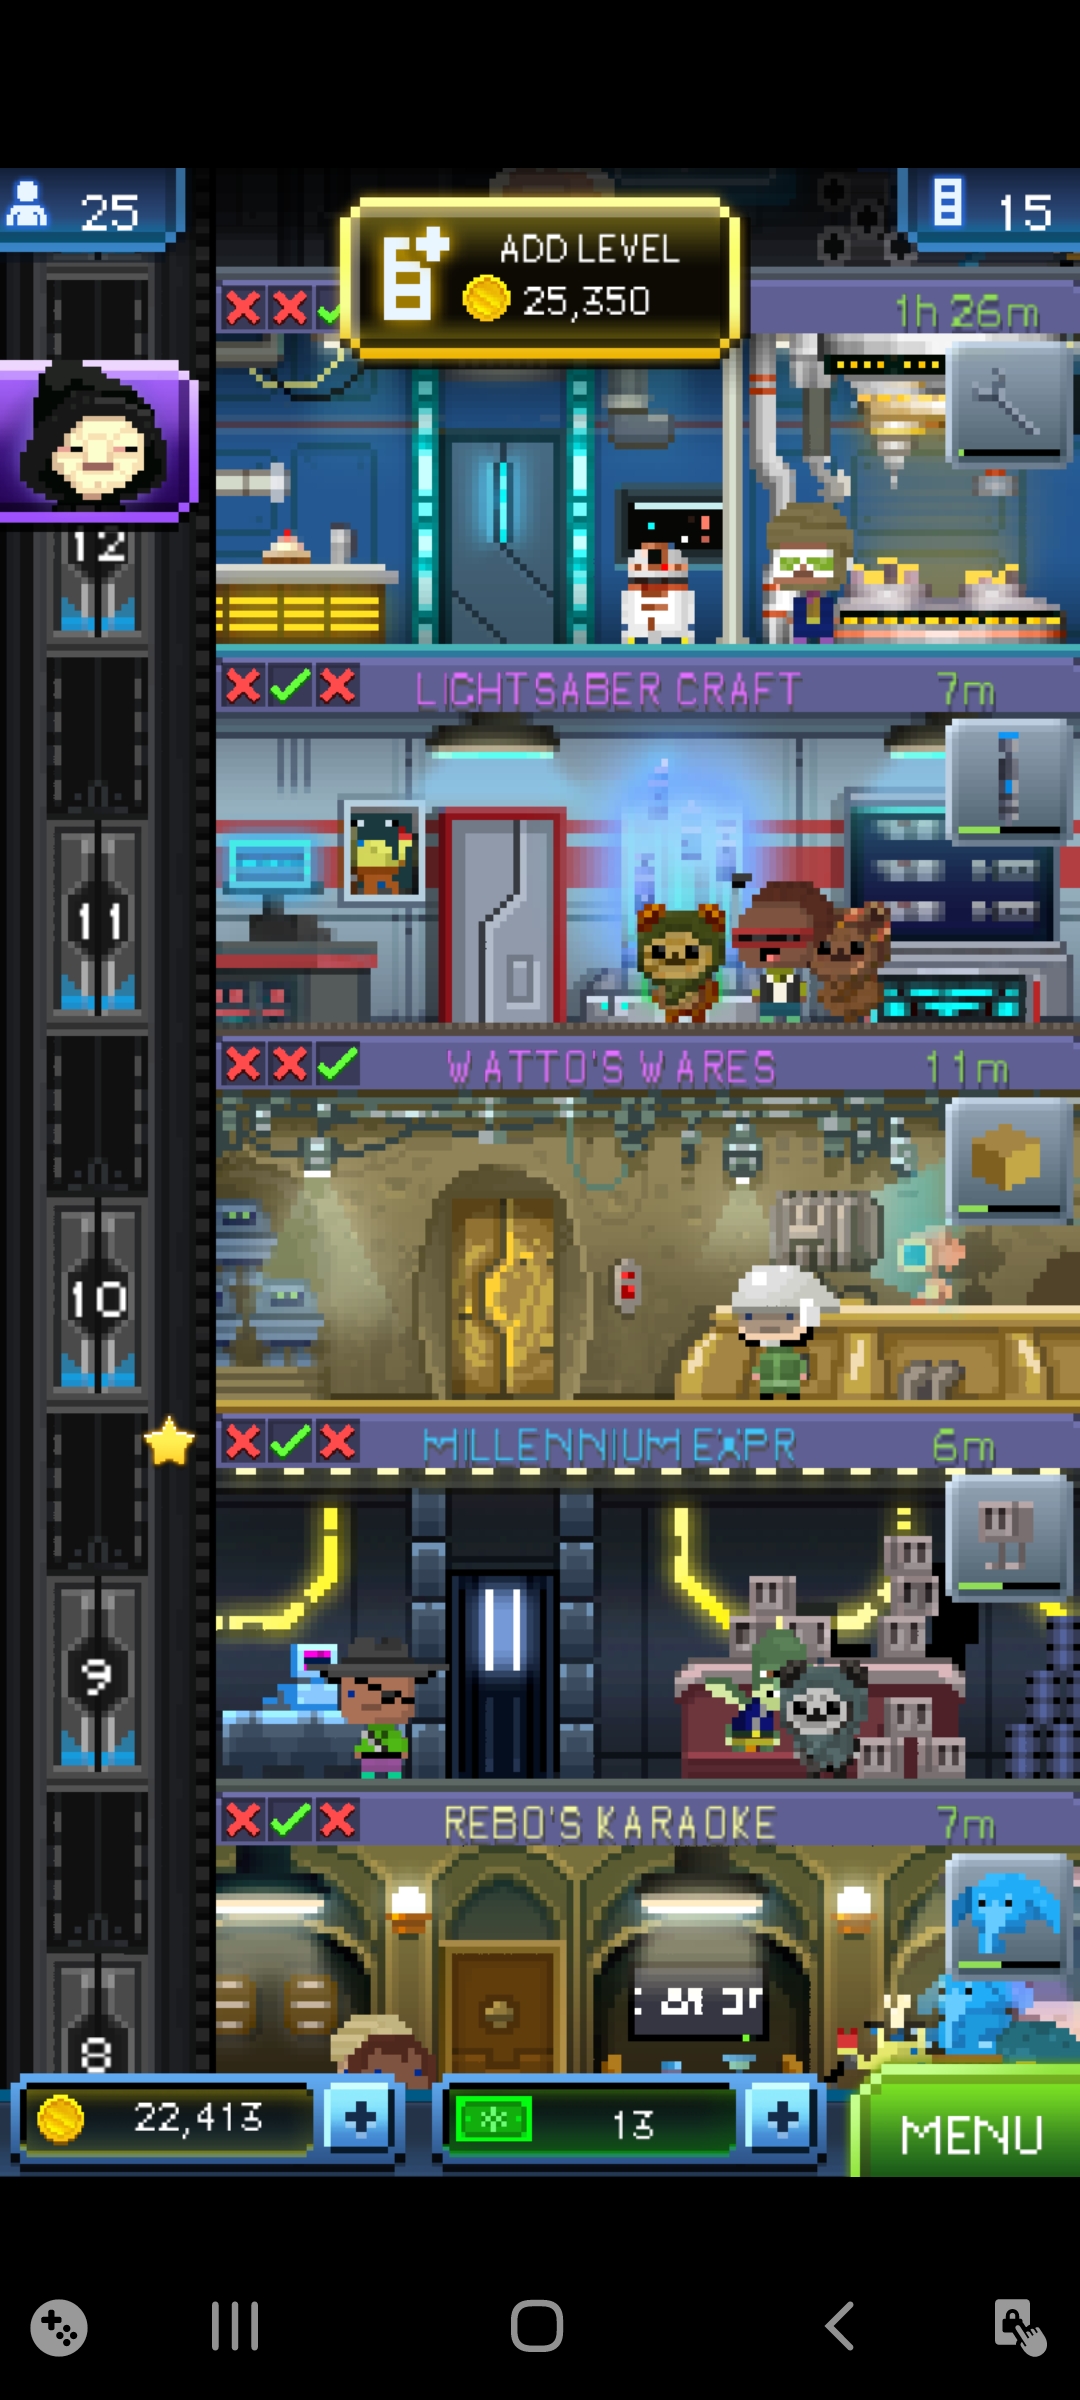 25
ADD LEVEL
25,350
15
1h 26m
12
LIGHTSABER CRAFT
7m
11
WATTO'S WARES
11m
10
MILLENNIUM EXPR
6m
9
REBO'S KARAOKE
7m
8
22,413
13
MENU